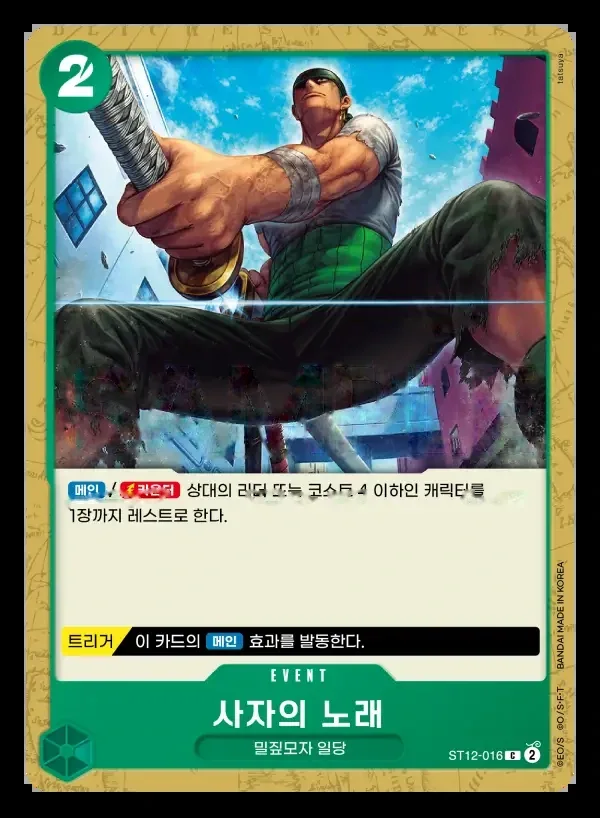 2
tatsuya
메인 / 카운터 상대의 리더 또는 코스트 4 이하인 캐릭터를
1장까지 레스트로 한다.
트리거 이 카드의 메인 효과를 발동한다.
EVENT
사자의 노래
밀짚모자 일당
ST12-016 C 2
©EO/S ©O/S·F·T BANDAI MADE IN KOREA